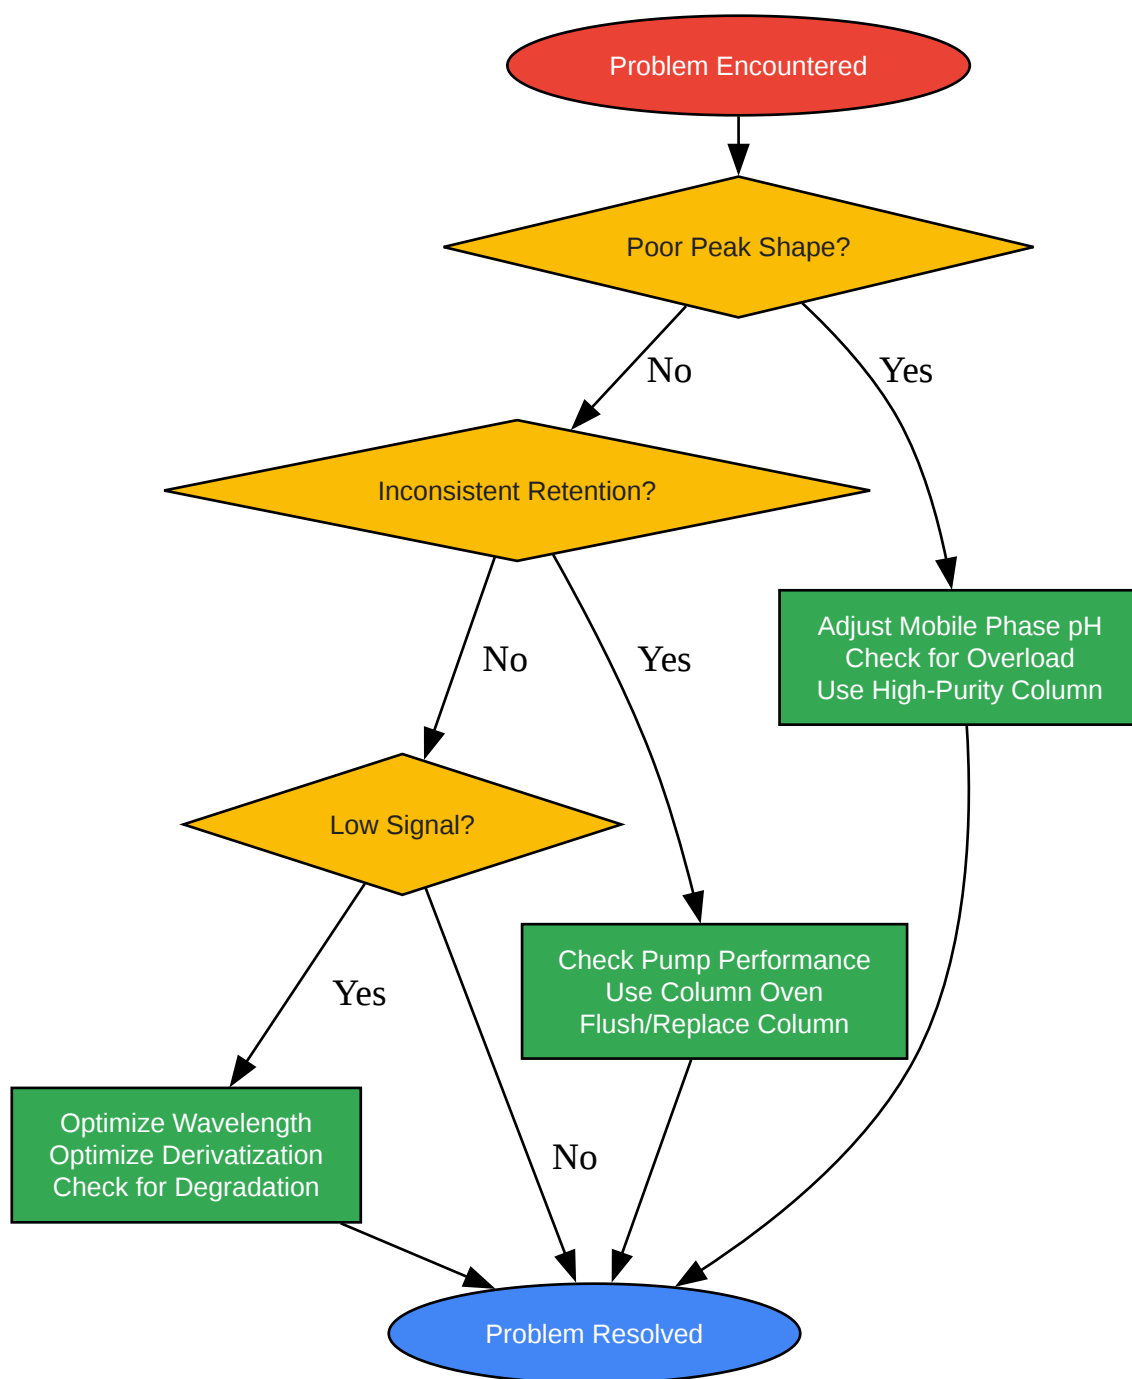 Problem Encountered
Poor Peak Shape?
No
Yes
Inconsistent Retention?
No
Yes
Adjust Mobile Phase pH
Check for Overload
Use High-Purity Column
Low Signal?
Yes
No
Check Pump Performance
Use Column Oven
Flush/Replace Column
Optimize Wavelength
Optimize Derivatization
Check for Degradation
Problem Resolved